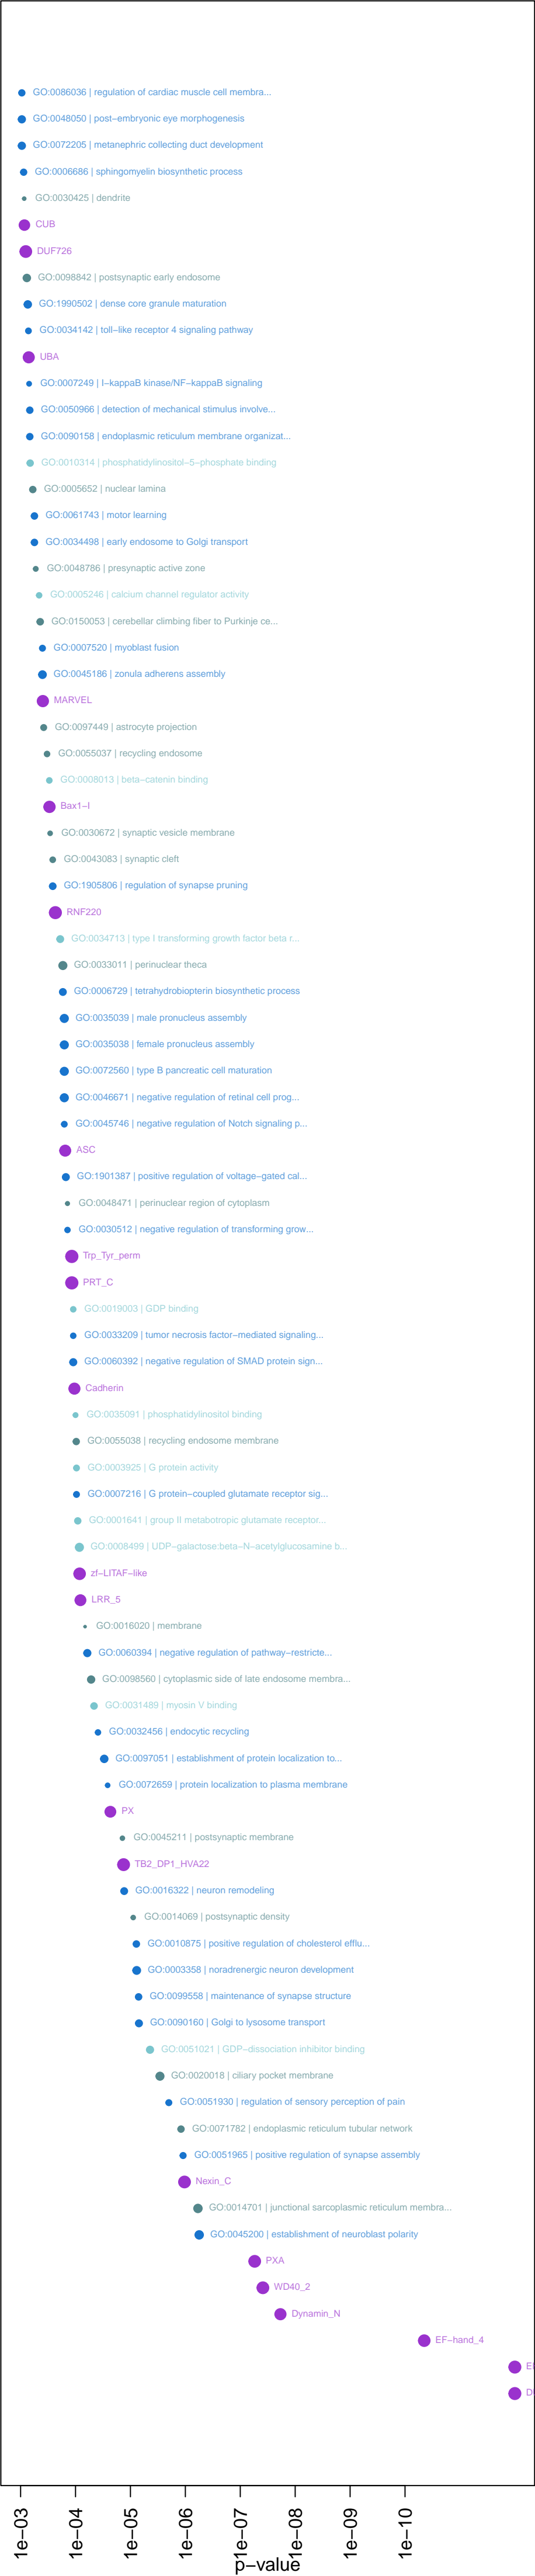 GO:0086036 | regulation of cardiac muscle cell membra...
GO:0048050 | post−embryonic eye morphogenesis
GO:0072205 | metanephric collecting duct development
GO:0006686 | sphingomyelin biosynthetic process
GO:0030425 | dendrite
CUB
DUF726
GO:0098842 | postsynaptic early endosome
GO:1990502 | dense core granule maturation
GO:0034142 | toll−like receptor 4 signaling pathway
UBA
GO:0007249 | I−kappaB kinase/NF−kappaB signaling
GO:0050966 | detection of mechanical stimulus involve...
GO:0090158 | endoplasmic reticulum membrane organizat...
GO:0010314 | phosphatidylinositol−5−phosphate binding
GO:0005652 | nuclear lamina
GO:0061743 | motor learning
GO:0034498 | early endosome to Golgi transport
GO:0048786 | presynaptic active zone
GO:0005246 | calcium channel regulator activity
GO:0150053 | cerebellar climbing fiber to Purkinje ce...
GO:0007520 | myoblast fusion
GO:0045186 | zonula adherens assembly
MARVEL
GO:0097449 | astrocyte projection
GO:0055037 | recycling endosome
GO:0008013 | beta−catenin binding
Bax1−I
GO:0030672 | synaptic vesicle membrane
GO:0043083 | synaptic cleft
GO:1905806 | regulation of synapse pruning
RNF220
GO:0034713 | type I transforming growth factor beta r...
GO:0033011 | perinuclear theca
GO:0006729 | tetrahydrobiopterin biosynthetic process
GO:0035039 | male pronucleus assembly
GO:0035038 | female pronucleus assembly
GO:0072560 | type B pancreatic cell maturation
GO:0046671 | negative regulation of retinal cell prog...
GO:0045746 | negative regulation of Notch signaling p...
ASC
GO:1901387 | positive regulation of voltage−gated cal...
GO:0048471 | perinuclear region of cytoplasm
GO:0030512 | negative regulation of transforming grow...
Trp_Tyr_perm
PRT_C
GO:0019003 | GDP binding
GO:0033209 | tumor necrosis factor−mediated signaling...
GO:0060392 | negative regulation of SMAD protein sign...
Cadherin
GO:0035091 | phosphatidylinositol binding
GO:0055038 | recycling endosome membrane
GO:0003925 | G protein activity
GO:0007216 | G protein−coupled glutamate receptor sig...
GO:0001641 | group II metabotropic glutamate receptor...
GO:0008499 | UDP−galactose:beta−N−acetylglucosamine b...
zf−LITAF−like
LRR_5
GO:0016020 | membrane
GO:0060394 | negative regulation of pathway−restricte...
GO:0098560 | cytoplasmic side of late endosome membra...
GO:0031489 | myosin V binding
GO:0032456 | endocytic recycling
GO:0097051 | establishment of protein localization to...
GO:0072659 | protein localization to plasma membrane
PX
GO:0045211 | postsynaptic membrane
TB2_DP1_HVA22
GO:0016322 | neuron remodeling
GO:0014069 | postsynaptic density
GO:0010875 | positive regulation of cholesterol efflu...
GO:0003358 | noradrenergic neuron development
GO:0099558 | maintenance of synapse structure
GO:0090160 | Golgi to lysosome transport
GO:0051021 | GDP−dissociation inhibitor binding
GO:0020018 | ciliary pocket membrane
GO:0051930 | regulation of sensory perception of pain
GO:0071782 | endoplasmic reticulum tubular network
GO:0051965 | positive regulation of synapse assembly
Nexin_C
GO:0014701 | junctional sarcoplasmic reticulum membra...
GO:0045200 | establishment of neuroblast polarity
PXA
WD40_2
Dynamin_N
EF−hand_4
1e−03
1e−04
1e−05
1e−06
1e−07
1e−08
1e−09
1e−10
p−value